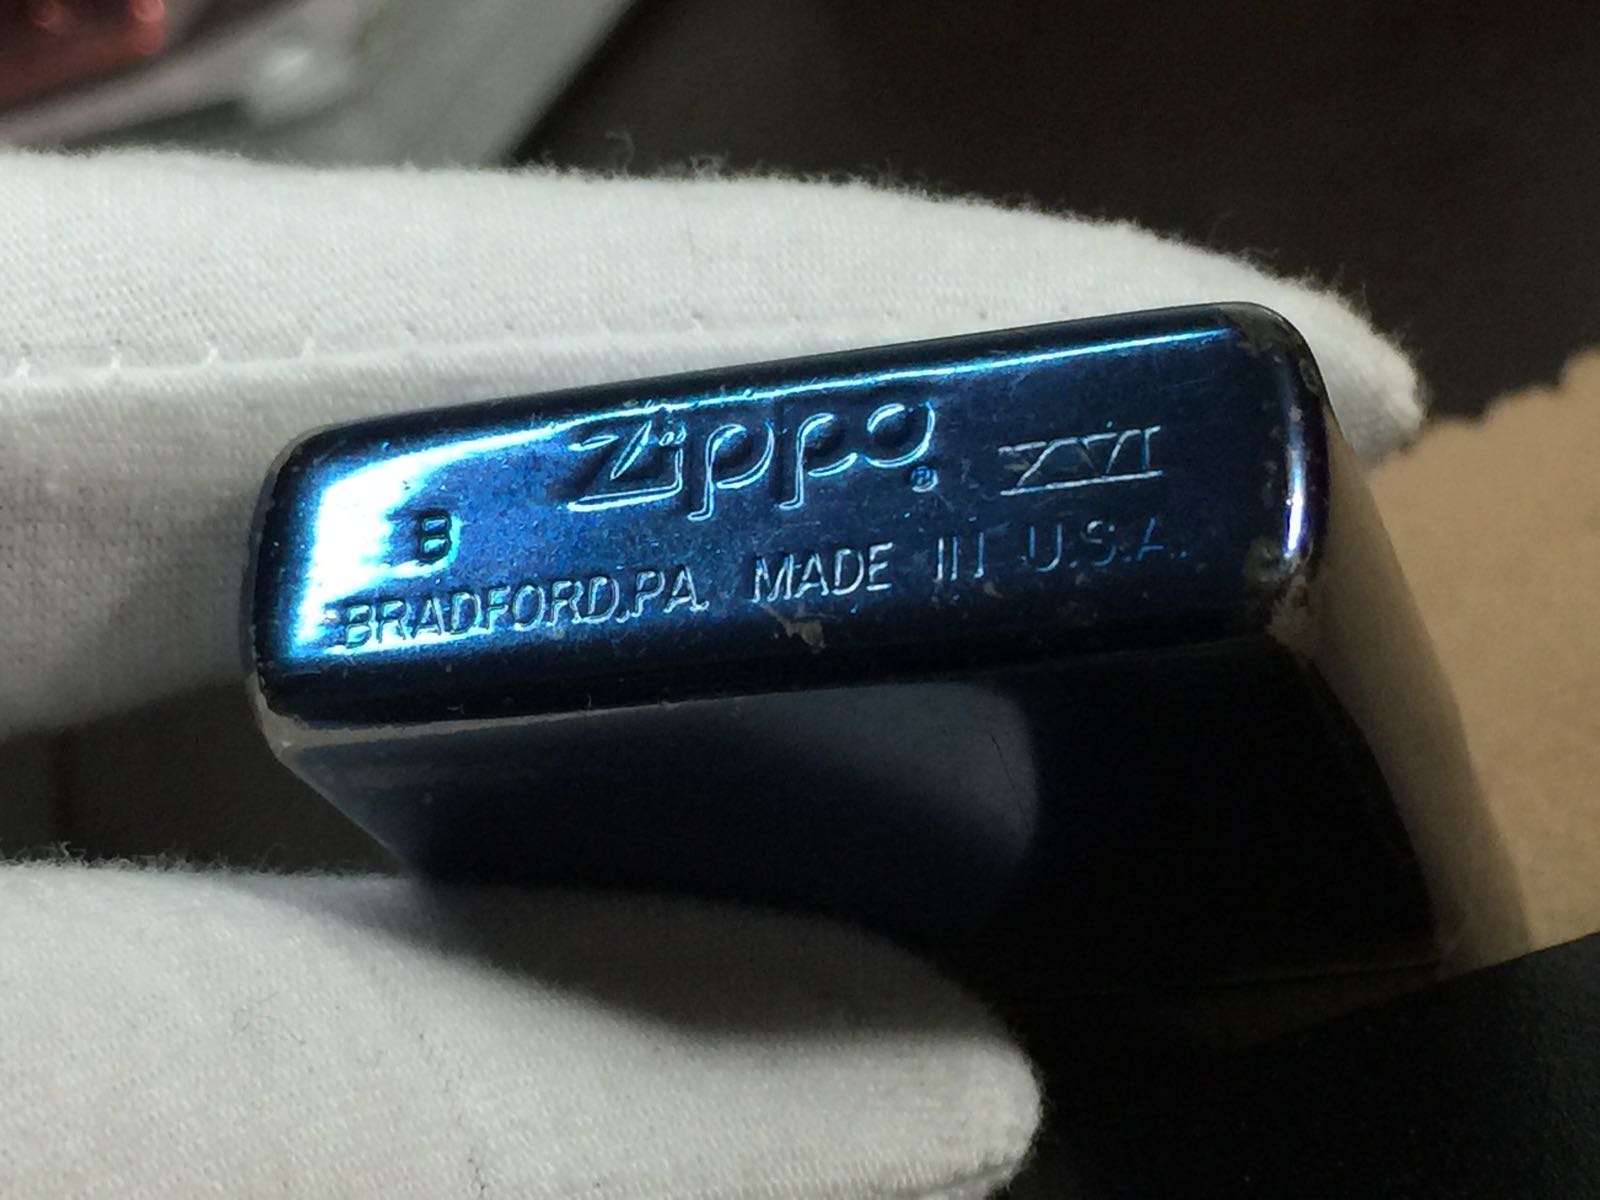 Zippo® XVI
B
BRADFORD,PA. MADE IN U.S.A.